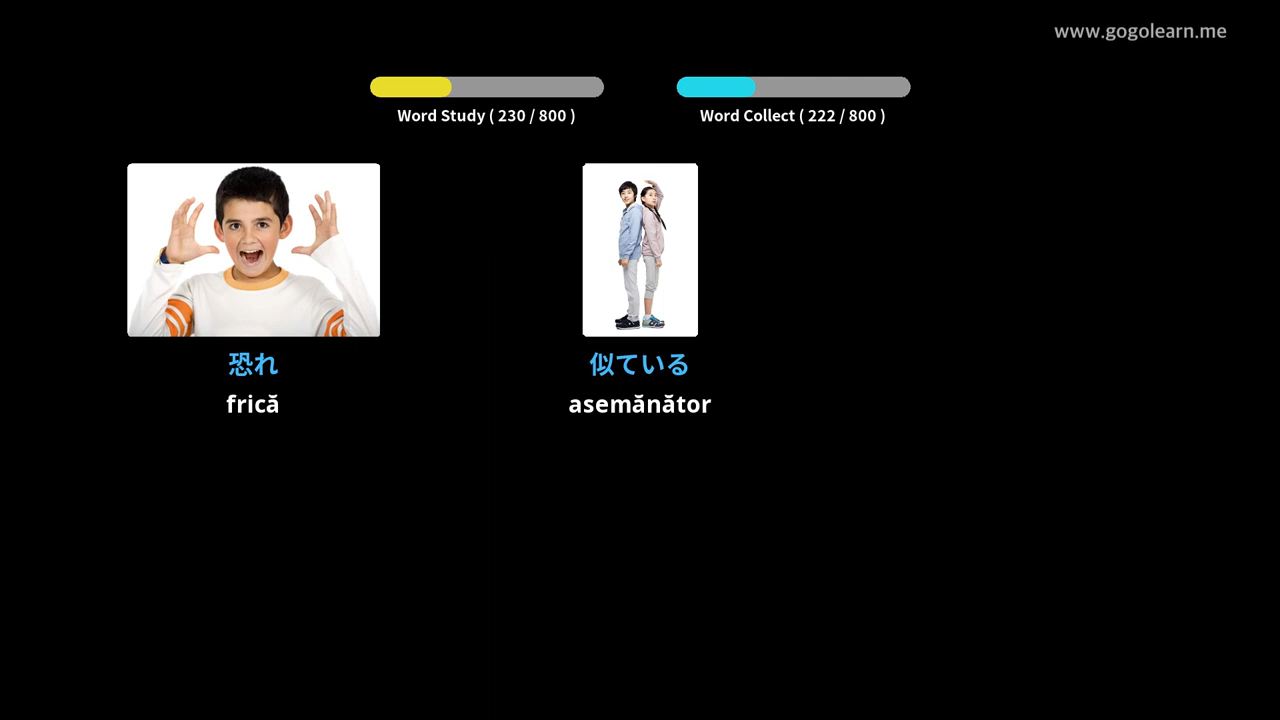 www.gogolearn.me
Word Study ( 230 / 800 )
Word Collect ( 222 / 800 )
恐れ
frică
似ている
asemănător